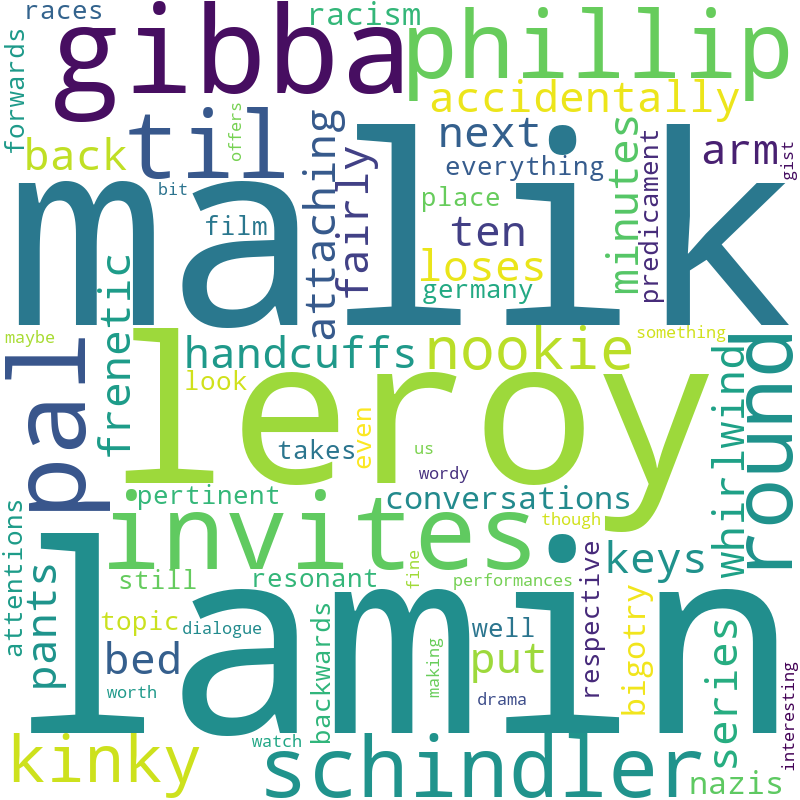 races
racism
gibba
phillip
forwards
accidentally
til
offers
back
attaching
next
minutes
arm
gist
everything
fairly
predicament
bit
malik
place
film
ten
loses
germany
frenetic
maybe
something
pal
handcuffs
nookie
round
look
leroy
whirlwind
even
takes
us
wordy
pertinent
conversations
invites
though
attentions
keys
still
resonant
fine
performances
pants
respective
lamin
bigotry
topic
backwards
dialogue
well
series
bed
put
making
worth
drama
interesting
kinky
watch
schindler
nazis